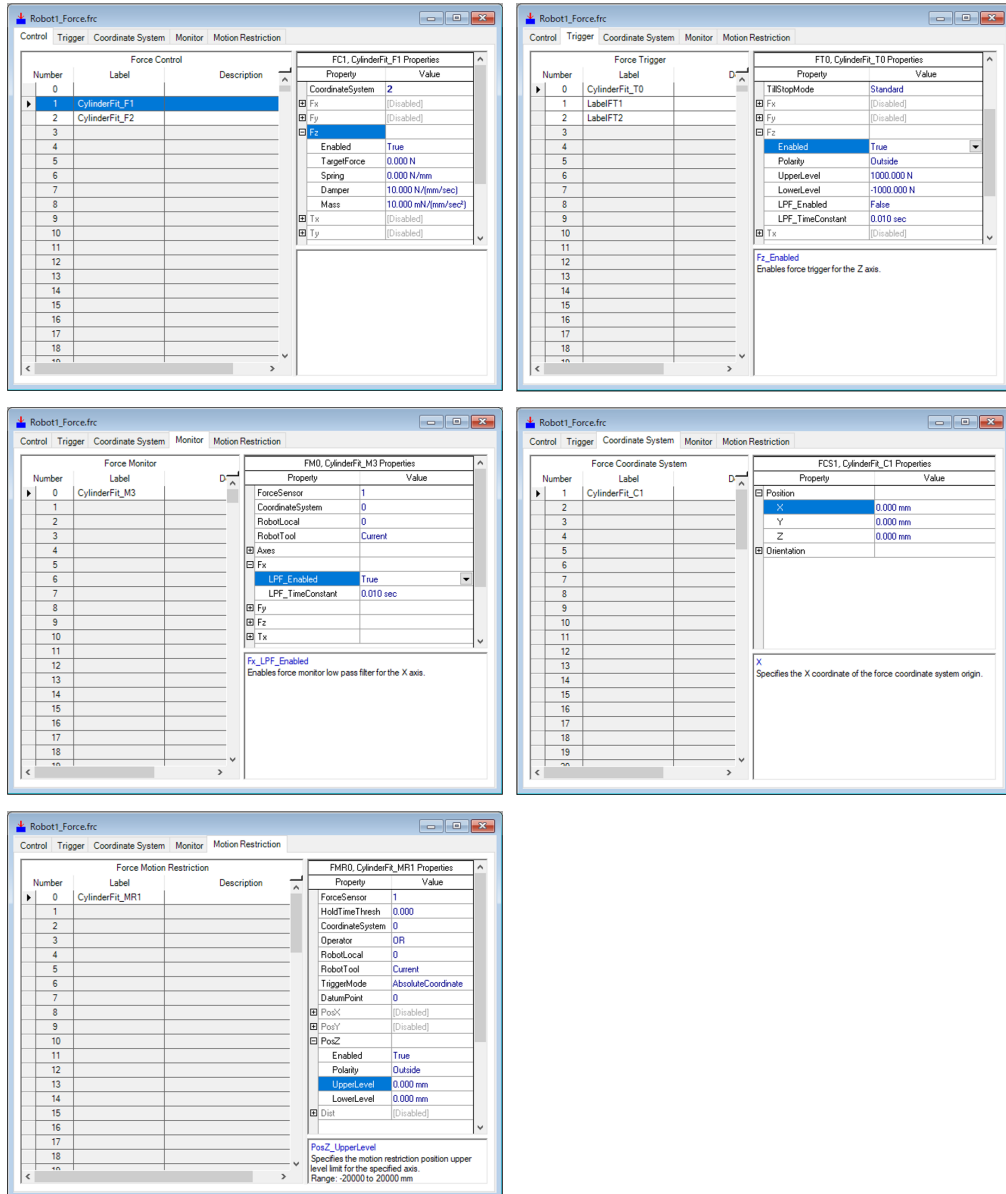 Robot1_Force.frc
Control Trigger Coordinate System Monitor Motion Restriction
Force Control
Number Label Description
0
1 CylinderFit_F1
2 CylinderFit_F2
3
4
5
6
7
8
9
10
11
12
13
14
15
16
17
18
FC1, CylinderFit_F1 Properties
Property Value
CoordinateSystem 2
Fx [Disabled]
Fy [Disabled]
Fz
Enabled True
TargetForce 0.000 N
Spring 0.000 N/mm
Damper 10.000 N/(mm/sec)
Mass 10.000 mN/(mm/sec²)
Tx [Disabled]
Ty [Disabled]
Robot1_Force.frc
Control Trigger Coordinate System Monitor Motion Restriction
Force Trigger
Number Label D
0 CylinderFit_T0
1 LabelFT1
2 LabelFT2
3
4
5
6
7
8
9
10
11
12
13
14
15
16
17
18
FT0, CylinderFit_T0 Properties
Property Value
TillStopMode Standard
Fx [Disabled]
Fy [Disabled]
Fz
Enabled True
Polarity Outside
UpperLevel 1000.000 N
LowerLevel -1000.000 N
LPF_Enabled False
LPF_TimeConstant 0.010 sec
Tx [Disabled]
Fz_Enabled
Enables force trigger for the Z axis.
Robot1_Force.frc
Control Trigger Coordinate System Monitor Motion Restriction
Force Monitor
Number Label D
0 CylinderFit_M3
1
2
3
4
5
6
7
8
9
10
11
12
13
14
15
16
17
18
FM0, CylinderFit_M3 Properties
Property Value
ForceSensor 1
CoordinateSystem 0
RobotLocal 0
RobotTool Current
Axes
Fx
LPF_Enabled True
LPF_TimeConstant 0.010 sec
Fy
Fz
Tx
Fx_LPF_Enabled
Enables force monitor low pass filter for the X axis.
Robot1_Force.frc
Control Trigger Coordinate System Monitor Motion Restriction
Force Coordinate System
Number Label D
1 CylinderFit_C1
2
3
4
5
6
7
8
9
10
11
12
13
14
15
16
17
18
19
FCS1, CylinderFit_C1 Properties
Property Value
Position
X 0.000 mm
Y 0.000 mm
Z 0.000 mm
Orientation
X
Specifies the X coordinate of the force coordinate system origin.
Robot1_Force.frc
Control Trigger Coordinate System Monitor Motion Restriction
Force Motion Restriction
Number Label Description
0 CylinderFit_MR1
1
2
3
4
5
6
7
8
9
10
11
12
13
14
15
16
17
18
FMR0, CylinderFit_MR1 Properties
Property Value
ForceSensor 1
HoldTimeThresh 0.000
CoordinateSystem 0
Operator OR
RobotLocal 0
RobotTool Current
TriggerMode AbsoluteCoordinate
DatumPoint 0
PosX [Disabled]
PosY [Disabled]
PosZ
Enabled True
Polarity Outside
UpperLevel 0.000 mm
LowerLevel 0.000 mm
Dist [Disabled]
PosZ_UpperLevel
Specifies the motion restriction position upper
level limit for the specified axis.
Range: -20000 to 20000 mm